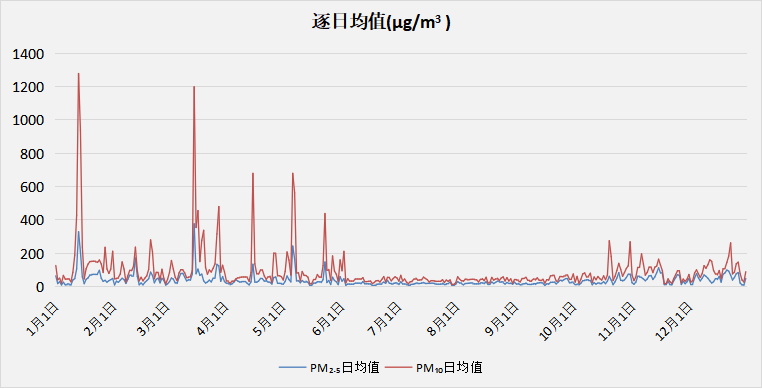 逐日均值(μg/m³ )
1400
1200
1000
800
600
400
200
0
1月1日
2月1日
3月1日
4月1日
5月1日
6月1日
7月1日
8月1日
9月1日
10月1日
11月1日
12月1日
PM₂.₅日均值 PM₁₀日均值